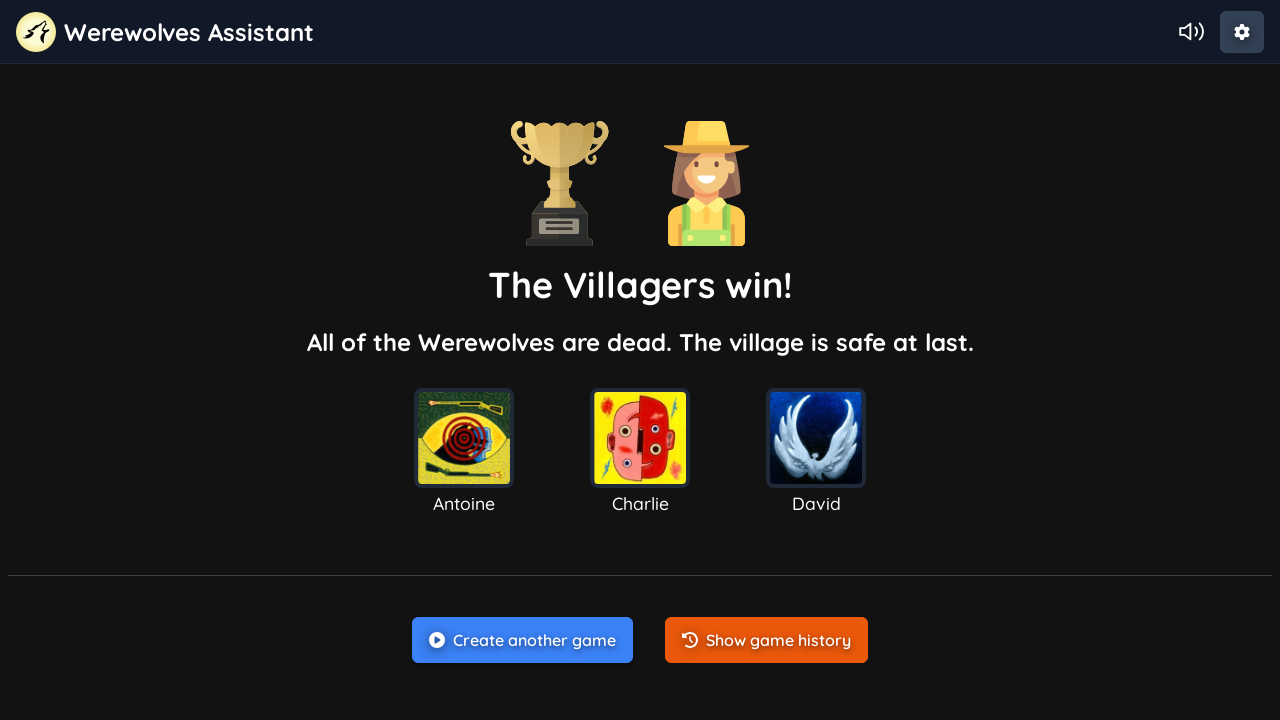 Werewolves Assistant
The Villagers win!
All of the Werewolves are dead. The village is safe at last.
Antoine
Charlie
David
Create another game
Show game history